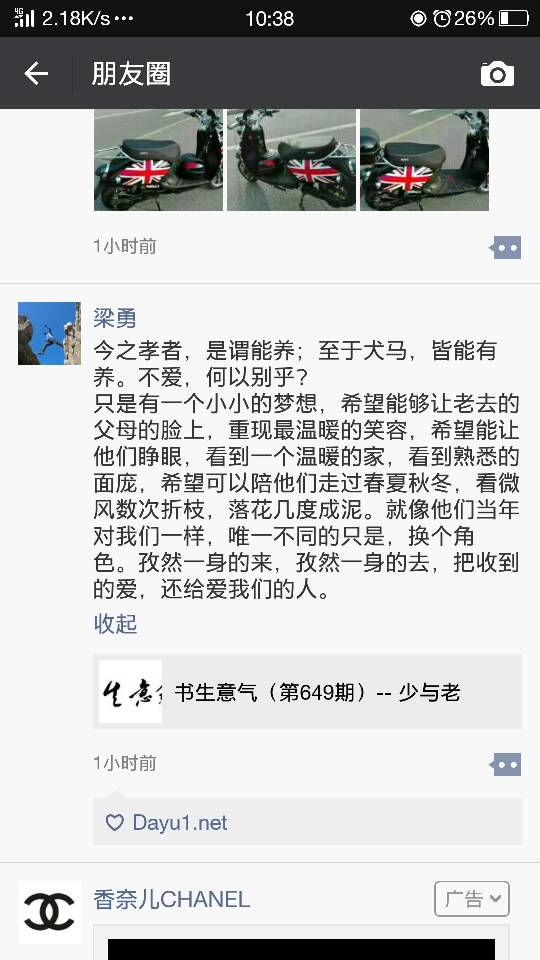 4G 2.18K/s 10:38 26%
朋友圈
1小时前
梁勇
今之孝者，是谓能养；至于犬马，皆能有
养。不爱，何以别乎？
只是有一个小小的梦想，希望能够让老去的
父母的脸上，重现最温暖的笑容，希望能让
他们睁眼，看到一个温暖的家，看到熟悉的
面庞，希望可以陪他们走过春夏秋冬，看微
风数次折枝，落花几度成泥。就像他们当年
对我们一样，唯一不同的只是，换个角
色。孜然一身的来，孜然一身的去，把收到
的爱，还给爱我们的人。
收起
生意
书生意气（第649期）-- 少与老
1小时前
Dayu1.net
香奈儿CHANEL
广告